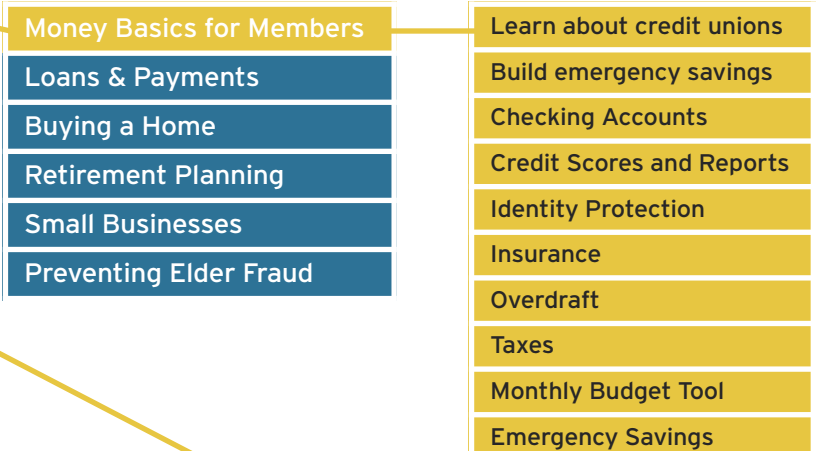 Money Basics for Members
Loans & Payments
Buying a Home
Retirement Planning
Small Businesses
Preventing Elder Fraud
Learn about credit unions
Build emergency savings
Checking Accounts
Credit Scores and Reports
Identity Protection
Insurance
Overdraft
Taxes
Monthly Budget Tool
Emergency Savings